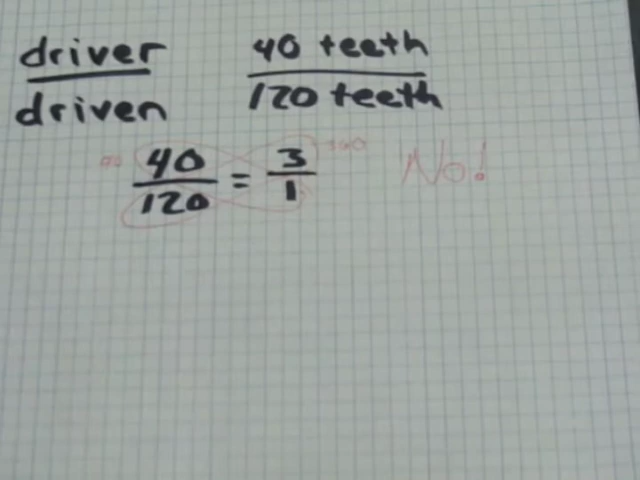 driver 40 teeth
driven 120 teeth
40 = 3 No!
120 1